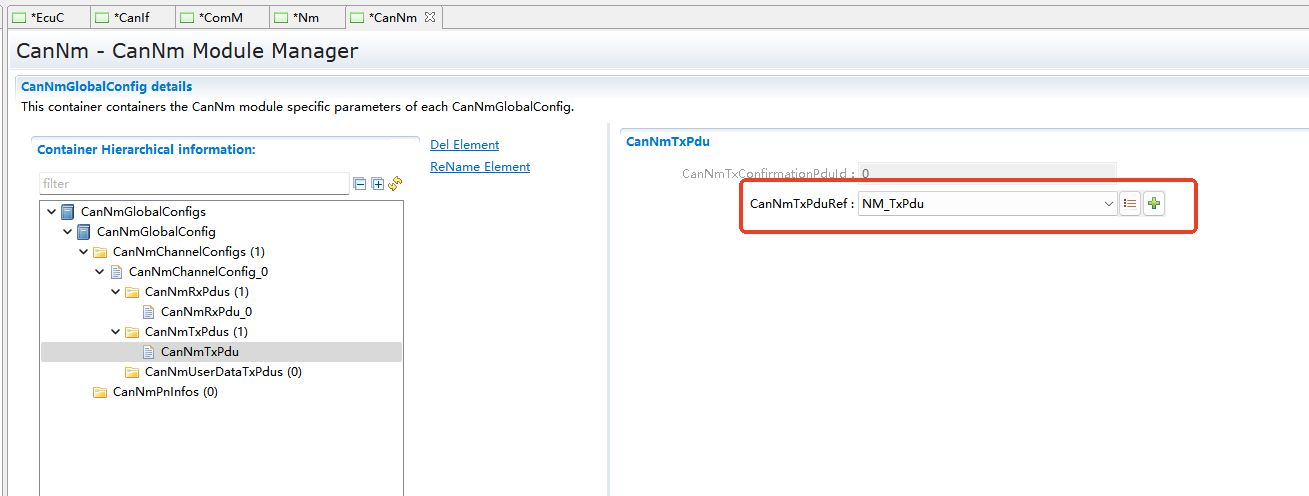 *EcuC *CanIf *ComM *Nm *CanNm
CanNm - CanNm Module Manager
CanNmGlobalConfig details
This container containers the CanNm module specific parameters of each CanNmGlobalConfig.
Container Hierarchical information:
Del Element
ReName Element
filter
CanNmGlobalConfigs
CanNmGlobalConfig
CanNmChannelConfigs (1)
CanNmChannelConfig_0
CanNmRxPdus (1)
CanNmRxPdu_0
CanNmTxPdus (1)
CanNmTxPdu
CanNmUserDataTxPdus (0)
CanNmPnInfos (0)
CanNmTxPdu
CanNmTxConfirmationPduId : 0
CanNmTxPduRef : NM_TxPdu